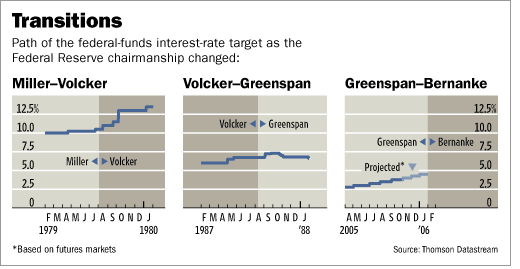 Transitions
Path of the federal-funds interest-rate target as the
Federal Reserve chairmanship changed:
Miller–Volcker
12.5%
10.0
7.5
5.0
2.5
0
Miller ◄ ► Volcker
F M A M J J A S O N D J
1979 1980
Volcker–Greenspan
Volcker ◄ ► Greenspan
F M A M J J A S O N D J
1987 '88
Greenspan–Bernanke
12.5%
10.0
7.5
5.0
2.5
0
Greenspan ◄ ► Bernanke
Projected*
A M J J A S O N D J F
2005 '06
*Based on futures markets
Source: Thomson Datastream